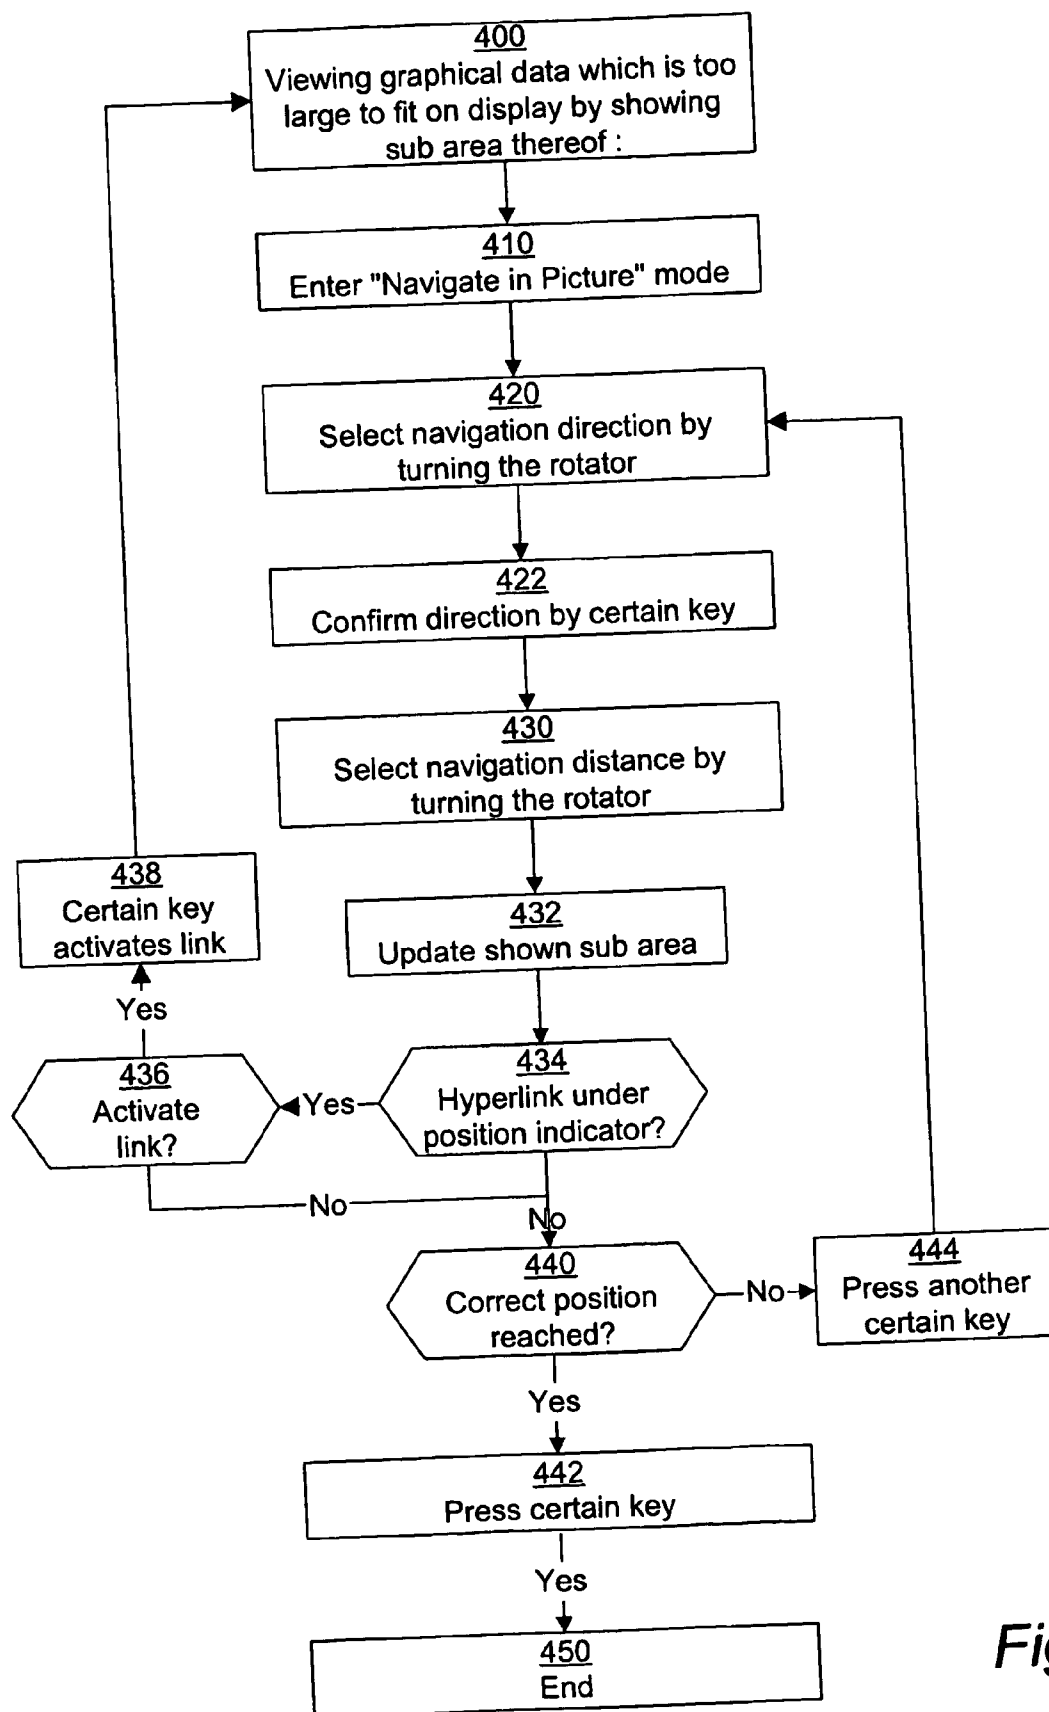 400
Viewing graphical data which is too
large to fit on display by showing
sub area thereof :
410
Enter "Navigate in Picture" mode
420
Select navigation direction by
turning the rotator
422
Confirm direction by certain key
430
Select navigation distance by
turning the rotator
438
Certain key
activates link
432
Update shown sub area
Yes
436
Activate
link?
Yes
434
Hyperlink under
position indicator?
No
No
440
Correct position
reached?
No
444
Press another
certain key
Yes
442
Press certain key
Yes
450
End